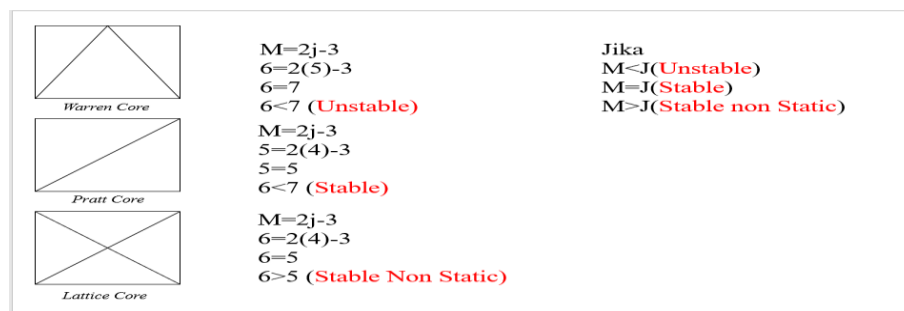 M=2j-3
6=2(5)-3
6=7
6<7 (Unstable)
Warren Core
Jika
M<J(Unstable)
M=J(Stable)
M>J(Stable non Static)
M=2j-3
5=2(4)-3
5=5
6<7 (Stable)
Pratt Core
M=2j-3
6=2(4)-3
6=5
6>5 (Stable Non Static)
Lattice Core